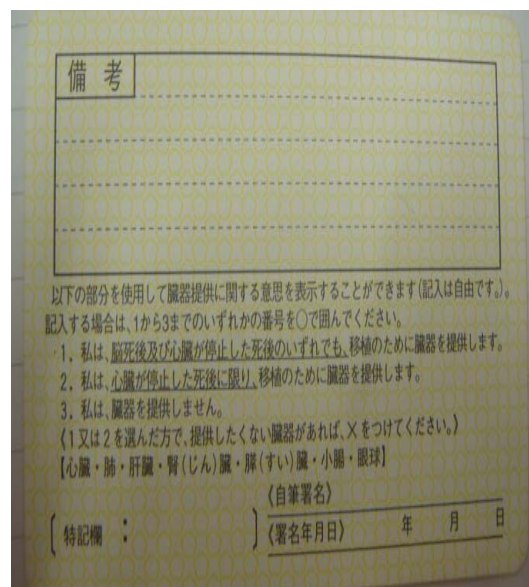 備考
以下の部分を使用して臓器提供に関する意思を表示することができます(記入は自由です。)。
記入する場合は、1から3までのいずれかの番号を○で囲んでください。
1. 私は、脳死後及び心臓が停止した死後のいずれでも、移植のために臓器を提供します。
2. 私は、心臓が停止した死後に限り、移植のために臓器を提供します。
3. 私は、臓器を提供しません。
《1又は2を選んだ方で、提供したくない臓器があれば、×をつけてください。》
【心臓・肺・肝臓・腎(じん)臓・膵(すい)臓・小腸・眼球】
《自筆署名》
〔特記欄:〕
《署名年月日》 年 月 日